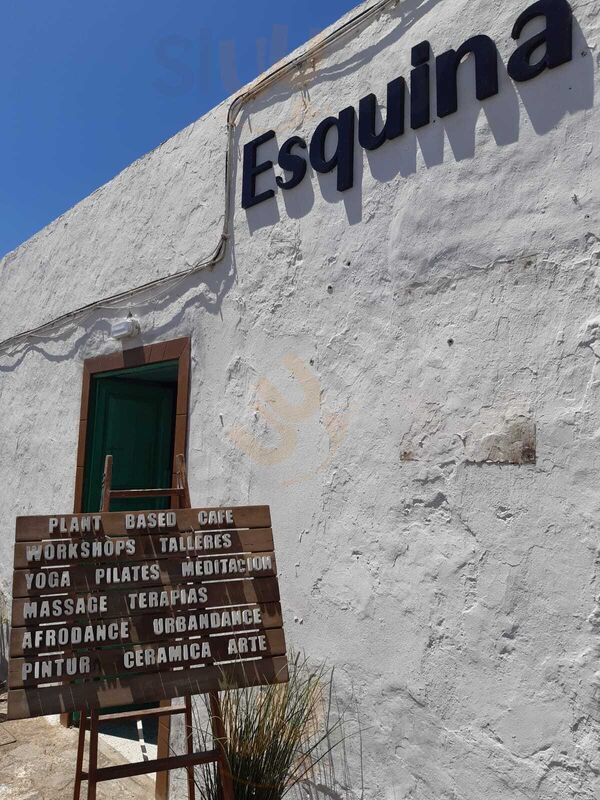 Esquina
PLANT BASED CAFE
WORKSHOPS TALLERES
YOGA PILATES MEDITACION
MASSAGE TERAPIAS
AFRODANCE URBANDANCE
PINTUR CERAMICA ARTE